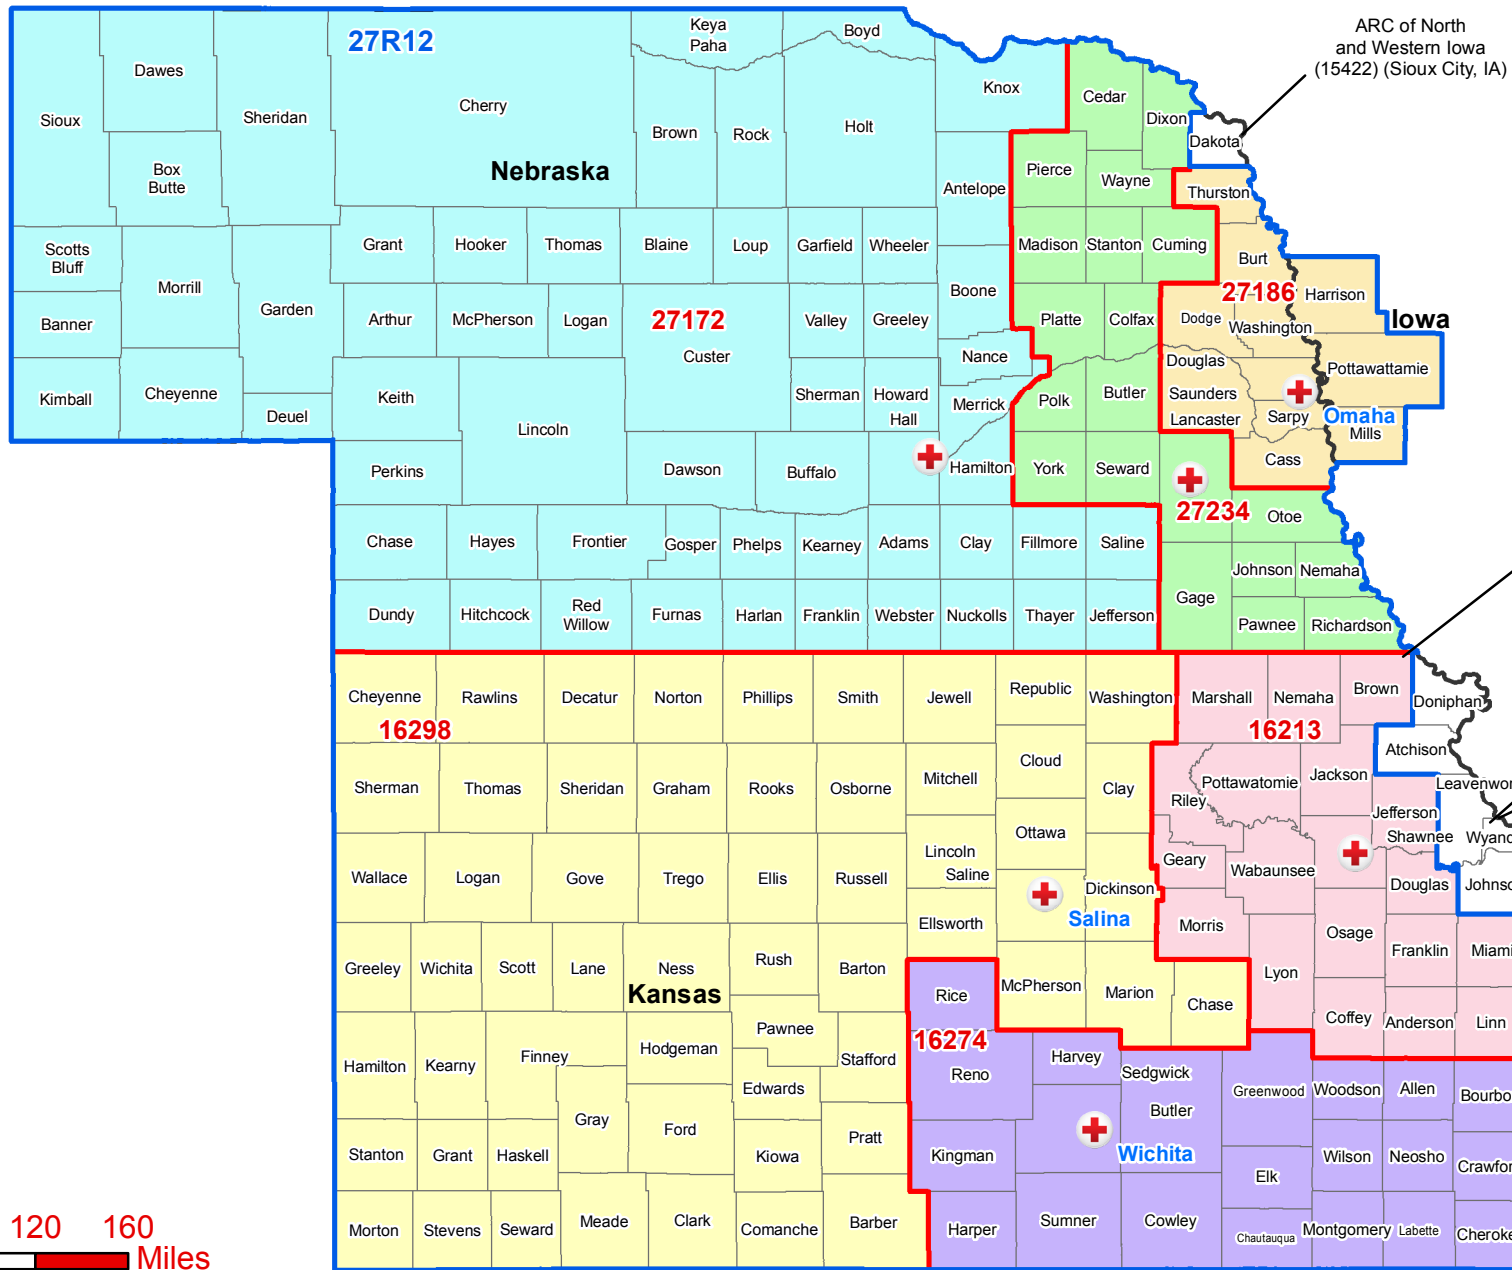 ARC of North
and Western Iowa
(15422) (Sioux City, IA)
27R12
Keya
Paha
Boyd
Dawes
Knox
Cedar
Cherry
Sioux
Sheridan
Dixon
Holt
Brown
Rock
Dakota
Nebraska
Box
Butte
Pierce
Wayne
Antelope
Thurston
Scotts
Bluff
Grant
Hooker
Thomas
Blaine
Loup
Garfield
Wheeler
Madison
Stanton
Cuming
Burt
Morrill
Boone
27186
Harrison
Garden
Banner
Arthur
McPherson
Logan
27172
Valley
Greeley
Platte
Colfax
Dodge
Washington
Iowa
Custer
Nance
Douglas
Pottawattamie
Kimball
Cheyenne
Keith
Sherman
Howard
Hall
Merrick
Polk
Butler
Saunders
Lancaster
Sarpy
Omaha
Mills
Deuel
Lincoln
Perkins
Dawson
Buffalo
Hamilton
York
Seward
Cass
27234
Otoe
Chase
Hayes
Frontier
Gosper
Phelps
Kearney
Adams
Clay
Fillmore
Saline
Johnson
Nemaha
Gage
Dundy
Hitchcock
Red
Willow
Furnas
Harlan
Franklin
Webster
Nuckolls
Thayer
Jefferson
Pawnee
Richardson
Cheyenne
Rawlins
Decatur
Norton
Phillips
Smith
Jewell
Republic
Washington
Marshall
Nemaha
Brown
Doniphan
16298
16213
Atchison
Sherman
Thomas
Sheridan
Graham
Rooks
Osborne
Mitchell
Cloud
Clay
Pottawatomie
Jackson
Leavenwor
Riley
Jefferson
Ottawa
Shawnee
Wyand
Lincoln
Saline
Geary
Wabaunsee
Wallace
Logan
Gove
Trego
Ellis
Russell
Dickinson
Douglas
Johnso
Salina
Ellsworth
Morris
Osage
Franklin
Miami
Greeley
Wichita
Scott
Lane
Ness
Rush
Barton
Lyon
Kansas
Rice
McPherson
Marion
Chase
Coffey
Anderson
Linn
Pawnee
16274
Hamilton
Kearny
Finney
Hodgeman
Stafford
Harvey
Sedgwick
Reno
Edwards
Greenwood
Woodson
Allen
Bourbo
Gray
Ford
Butler
Pratt
Stanton
Grant
Haskell
Kiowa
Kingman
Wichita
Wilson
Neosho
Crawfor
Elk
Morton
Stevens
Seward
Meade
Clark
Comanche
Barber
Harper
Sumner
Cowley
Chautauqua
Montgomery
Labette
Cheroke
120 160
Miles